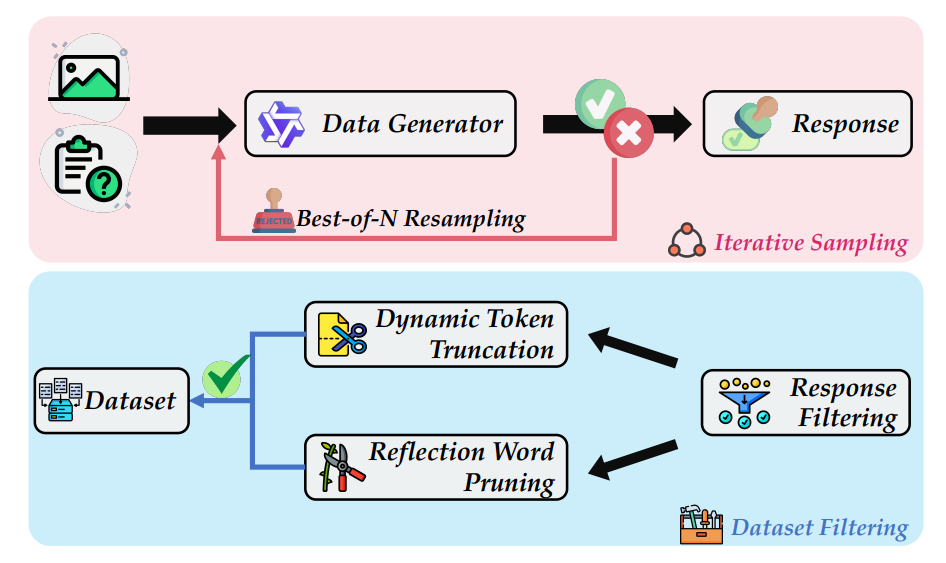 Data Generator
Response
REJECTED
Best-of-N Resampling
Iterative Sampling
Dynamic Token
Truncation
Dataset
Response
Filtering
Reflection Word
Pruning
Dataset Filtering